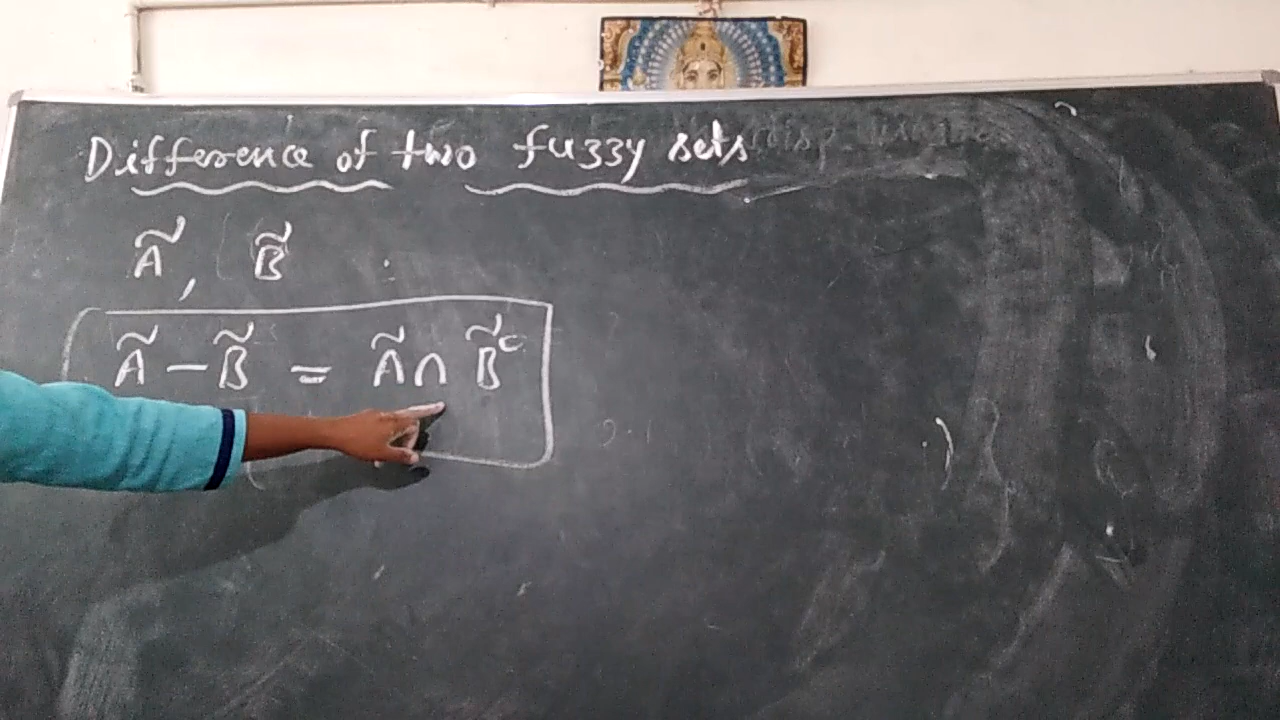 Difference of two fuzzy sets
Ã, B̃
Ã − B̃ = Ã ∩ B̃ᶜ